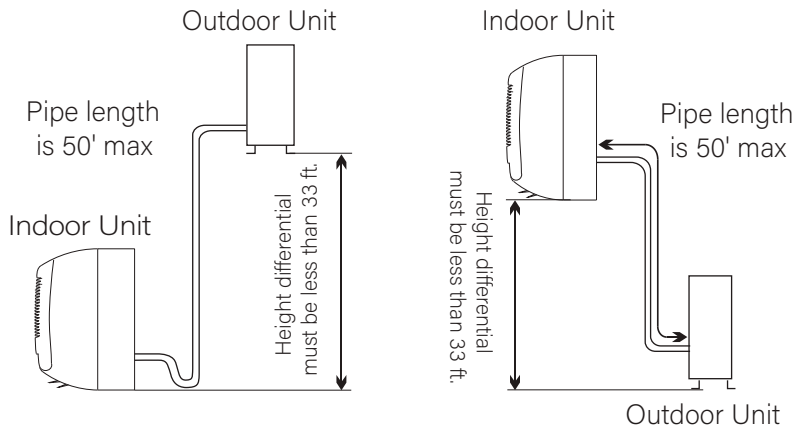 Outdoor Unit
Pipe length
is 50' max
Indoor Unit
Height differential
must be less than 33 ft.
Indoor Unit
Pipe length
is 50' max
Height differential
must be less than 33 ft.
Outdoor Unit